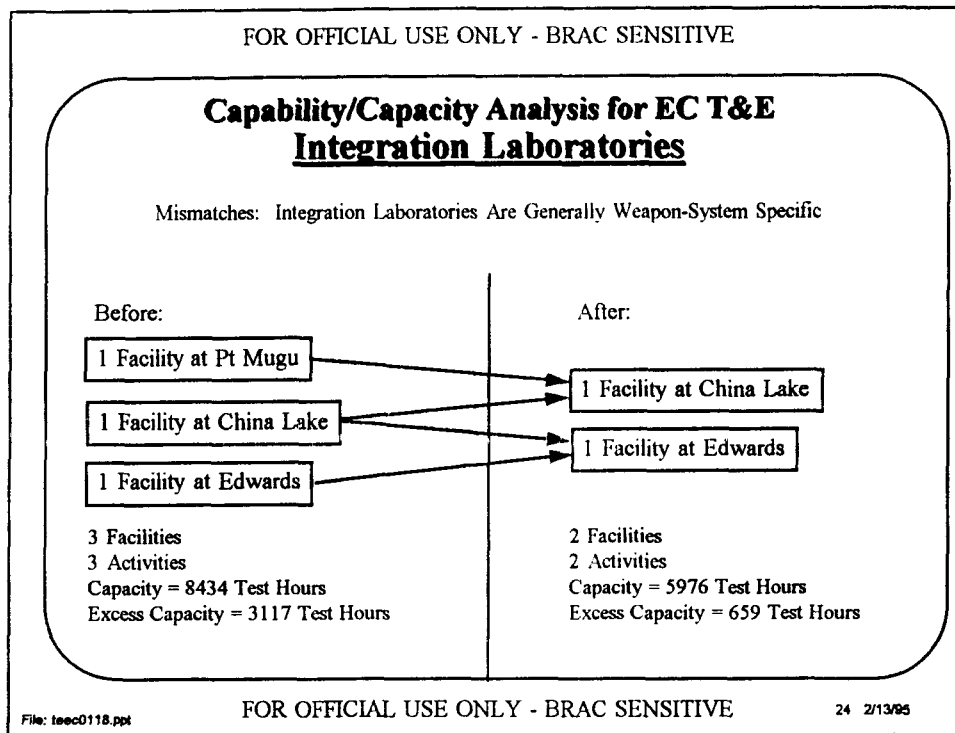 FOR OFFICIAL USE ONLY - BRAC SENSITIVE
Capability/Capacity Analysis for EC T&E
Integration Laboratories
Mismatches: Integration Laboratories Are Generally Weapon-System Specific
Before:
1 Facility at Pt Mugu
1 Facility at China Lake
1 Facility at Edwards
3 Facilities
3 Activities
Capacity = 8434 Test Hours
Excess Capacity = 3117 Test Hours
After:
1 Facility at China Lake
1 Facility at Edwards
2 Facilities
2 Activities
Capacity = 5976 Test Hours
Excess Capacity = 659 Test Hours
File: teec0118.ppt
FOR OFFICIAL USE ONLY - BRAC SENSITIVE
24 2/13/95